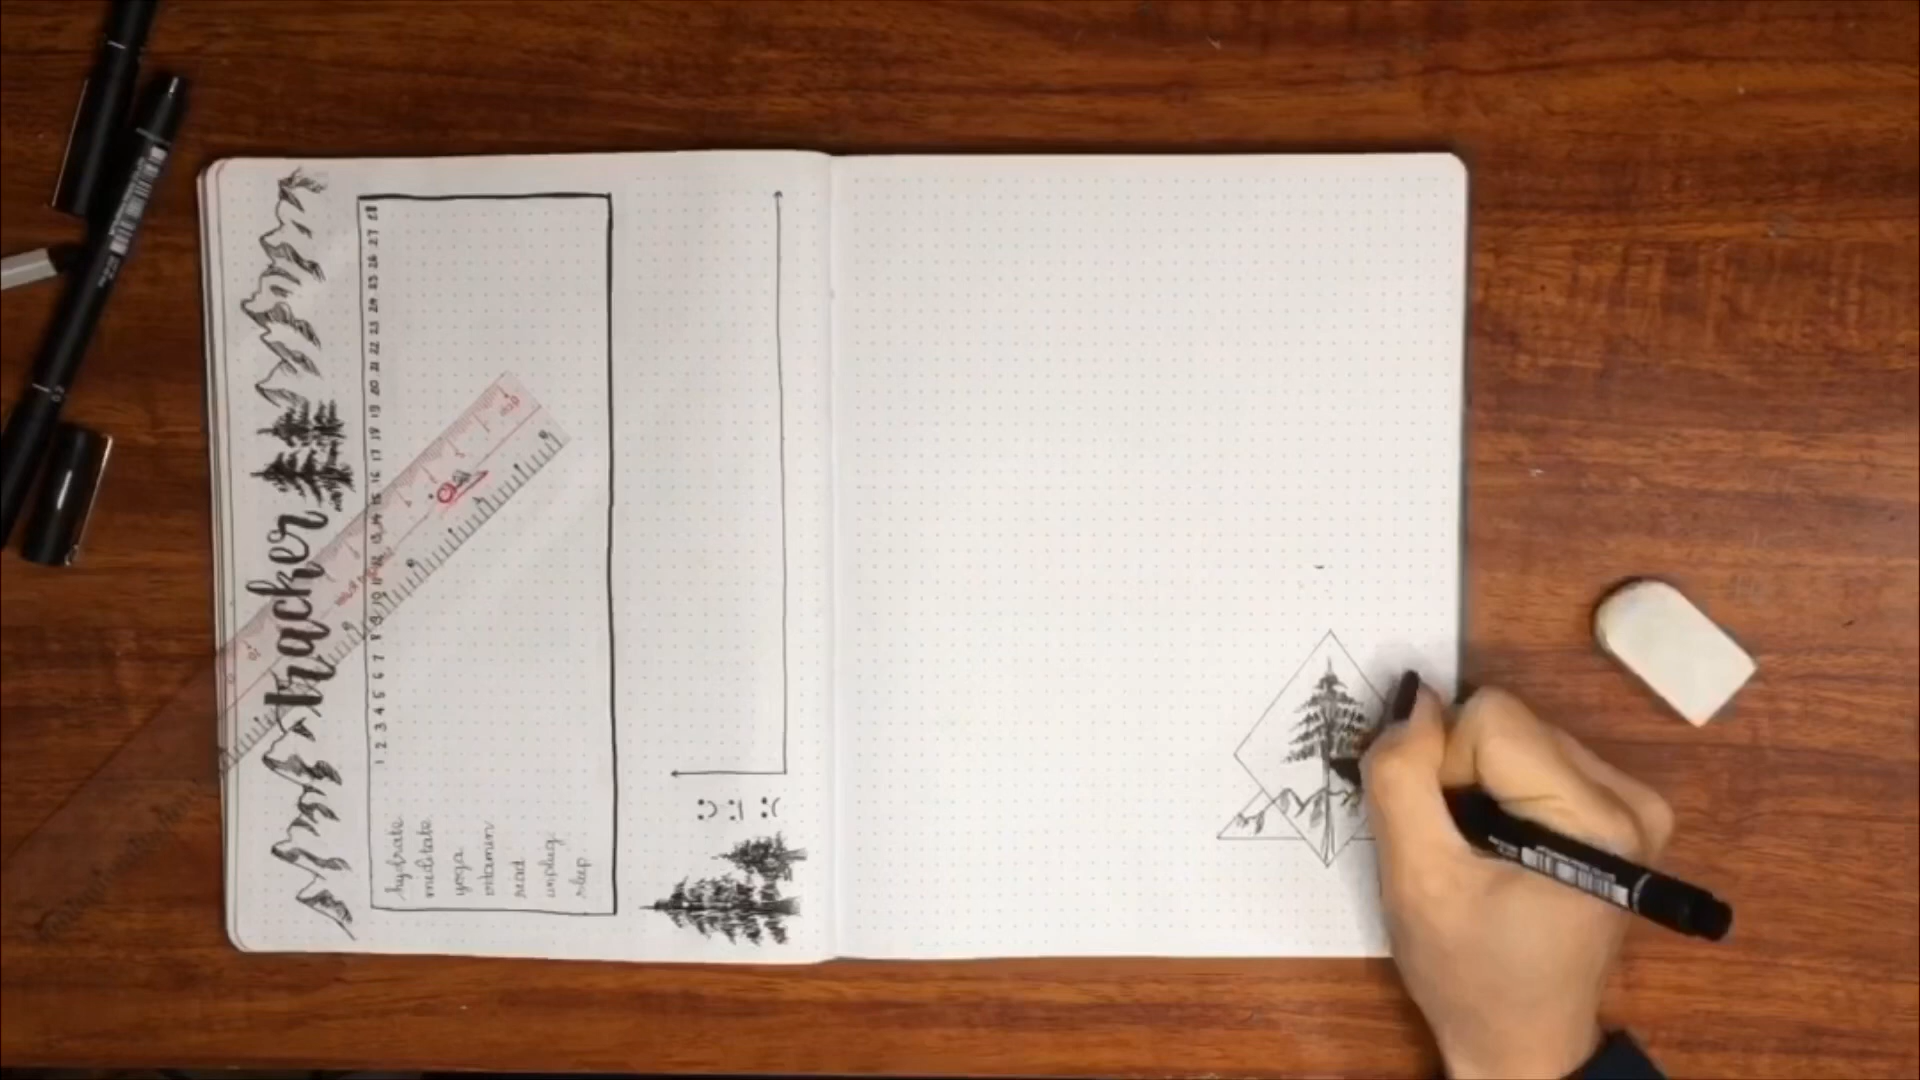 tracker
1 2 3 4 5 6 7 8 9 10 11 12 13 14 15 16 17 18 19 20 21 22 23 24 25 26 27 28
hydrate
meditate
yoga
vitamin
read
unplug
sleep